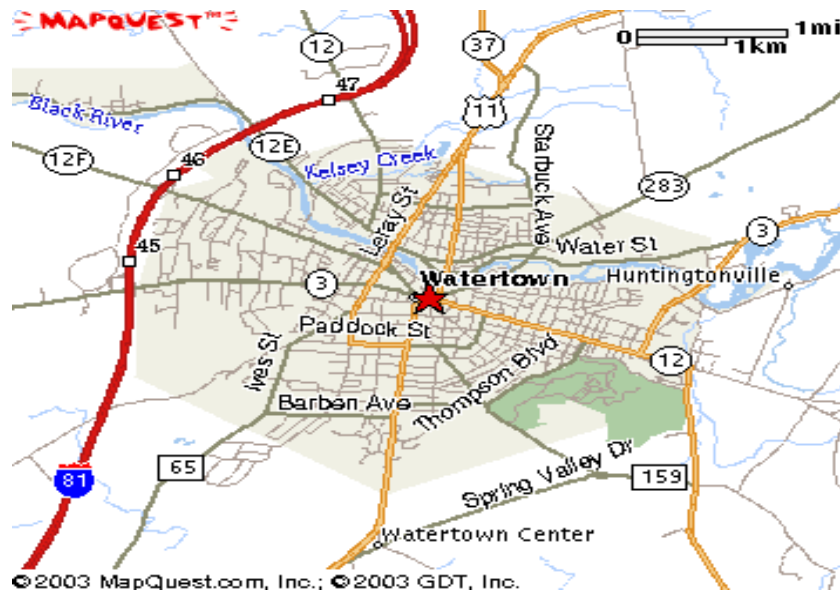 MAPQUEST™
12
37
0 1mi
1km
47
11
Black River
12F
46
12E
Kelsey Creek
Starbuck Ave
283
45
Leray St
Water St
3
3
Watertown
Huntingtonville
Paddock St
Ives St
Thompson Blvd
12
Barben Ave
65
81
Spring Valley Dr
159
Watertown Center
©2003 MapQuest.com, Inc.; ©2003 GDT, Inc.